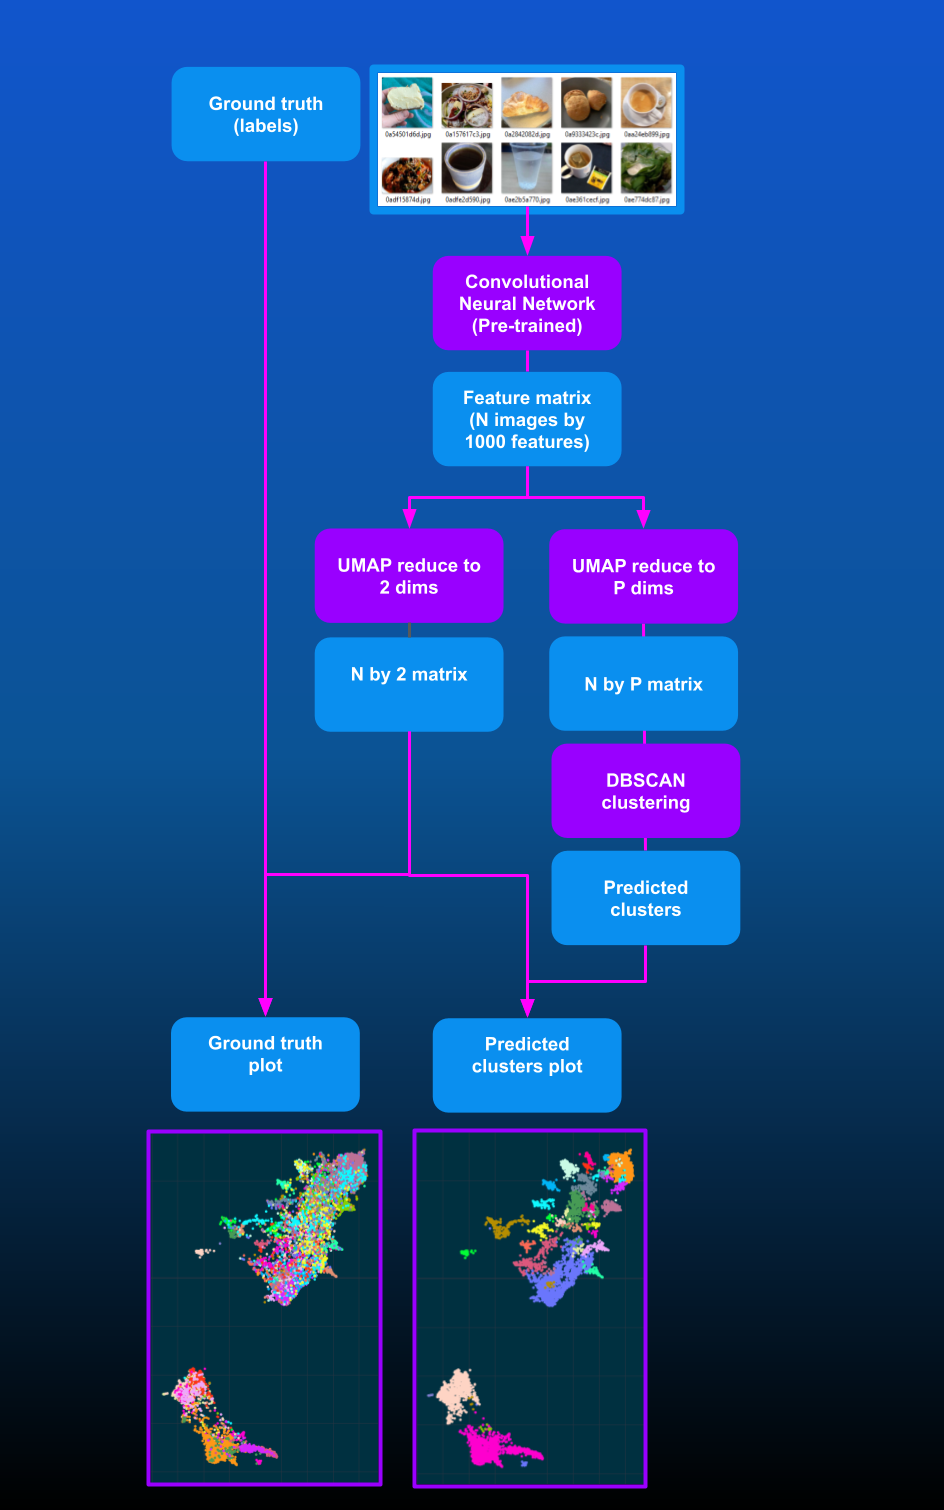 Ground truth
(labels)
0a54501d6d.jpg
0a157617c3.jpg
0a2842082d.jpg
0a9333423c.jpg
0aa24eb899.jpg
0adf15874d.jpg
0adfe2d590.jpg
0ae2b5a770.jpg
0ae361cecf.jpg
0ae774dc87.jpg
Convolutional
Neural Network
(Pre-trained)
Feature matrix
(N images by
1000 features)
UMAP reduce to
2 dims
UMAP reduce to
P dims
N by 2 matrix
N by P matrix
DBSCAN
clustering
Predicted
clusters
Ground truth
plot
Predicted
clusters plot